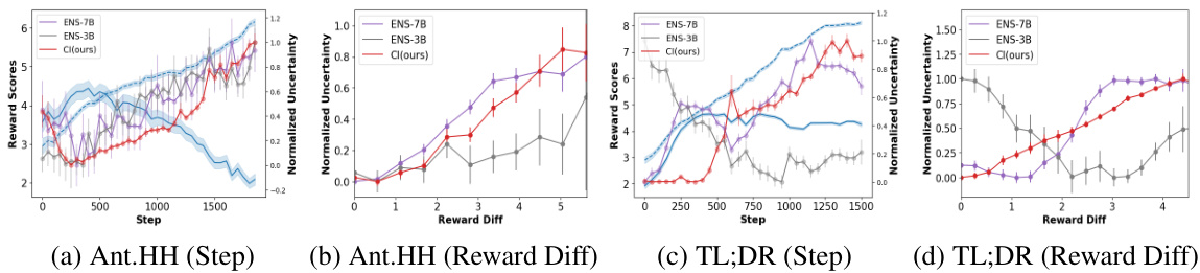 ENS-7B
ENS-3B
CI(ours)
Reward Scores
6
5
4
3
2
0
500
1000
1500
Step
1.2
1.0
0.8
0.6
0.4
0.2
0.0
−0.2
Normalized Uncertainty
(a) Ant.HH (Step)
ENS-7B
ENS-3B
CI(ours)
Normalized Uncertainty
1.0
0.8
0.6
0.4
0.2
0.0
0
1
2
3
4
5
Reward Diff
(b) Ant.HH (Reward Diff)
ENS-7B
ENS-3B
CI(ours)
Reward Scores
8
7
6
5
4
3
2
0
250
500
750
1000
1250
1500
Step
1.2
1.0
0.8
0.6
0.4
0.2
0.0
Normalized Uncertainty
(c) TL;DR (Step)
ENS-7B
ENS-3B
CI(ours)
Normalized Uncertainty
1.50
1.25
1.00
0.75
0.50
0.25
0.00
0
1
2
3
4
Reward Diff
(d) TL;DR (Reward Diff)